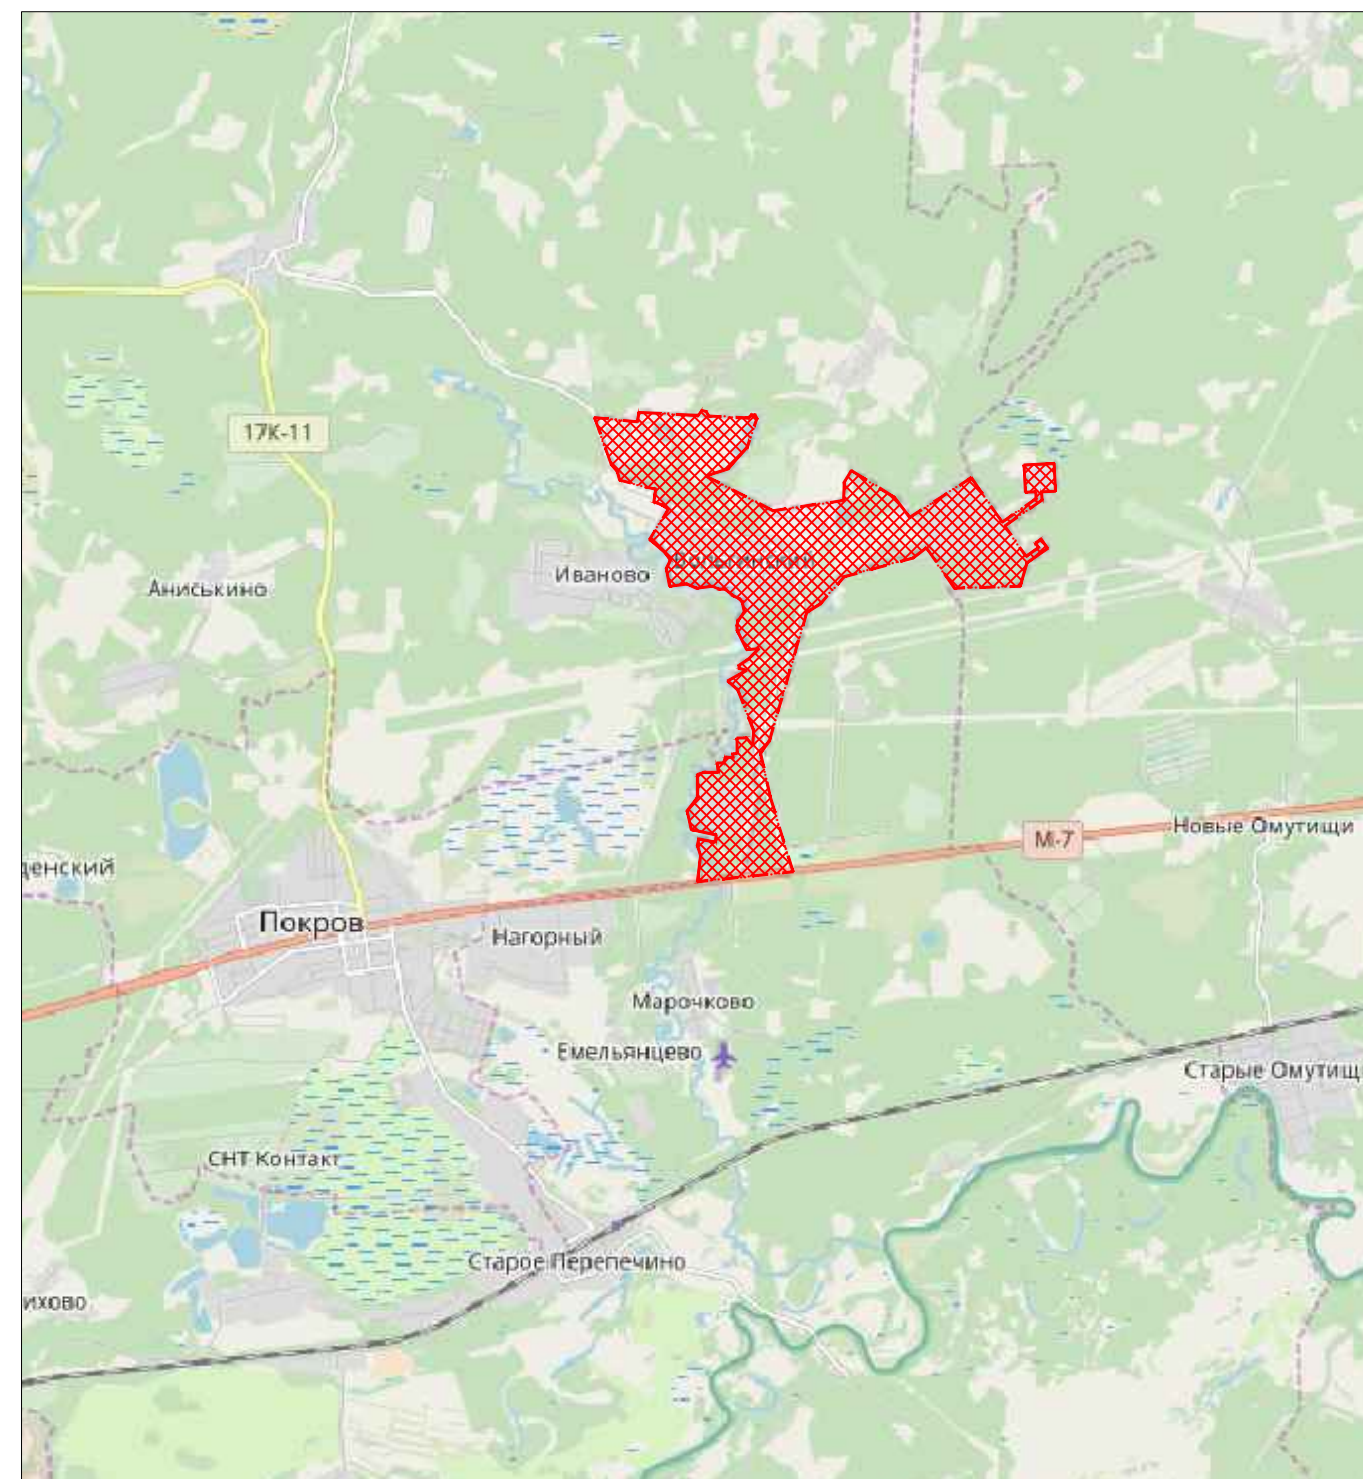 17К-11
Вольгинский
Иваново
Аниськино
М-7
Новые Омутищи
денский
Покров
Нагорный
Марочково
Емельянцево
Старые Омутищ
СНТ Контакт
Старое Перепечино
ихово